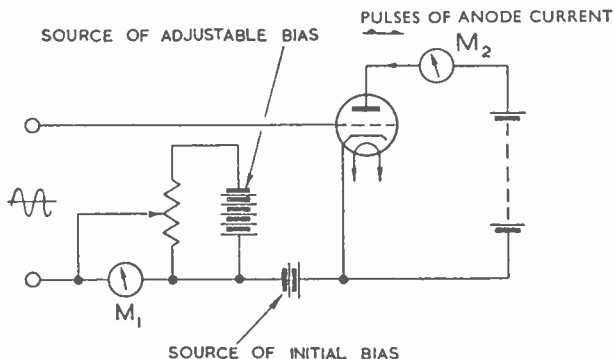 PULSES OF ANODE CURRENT
SOURCE OF ADJUSTABLE BIAS
M2
M1
SOURCE OF INITIAL BIAS